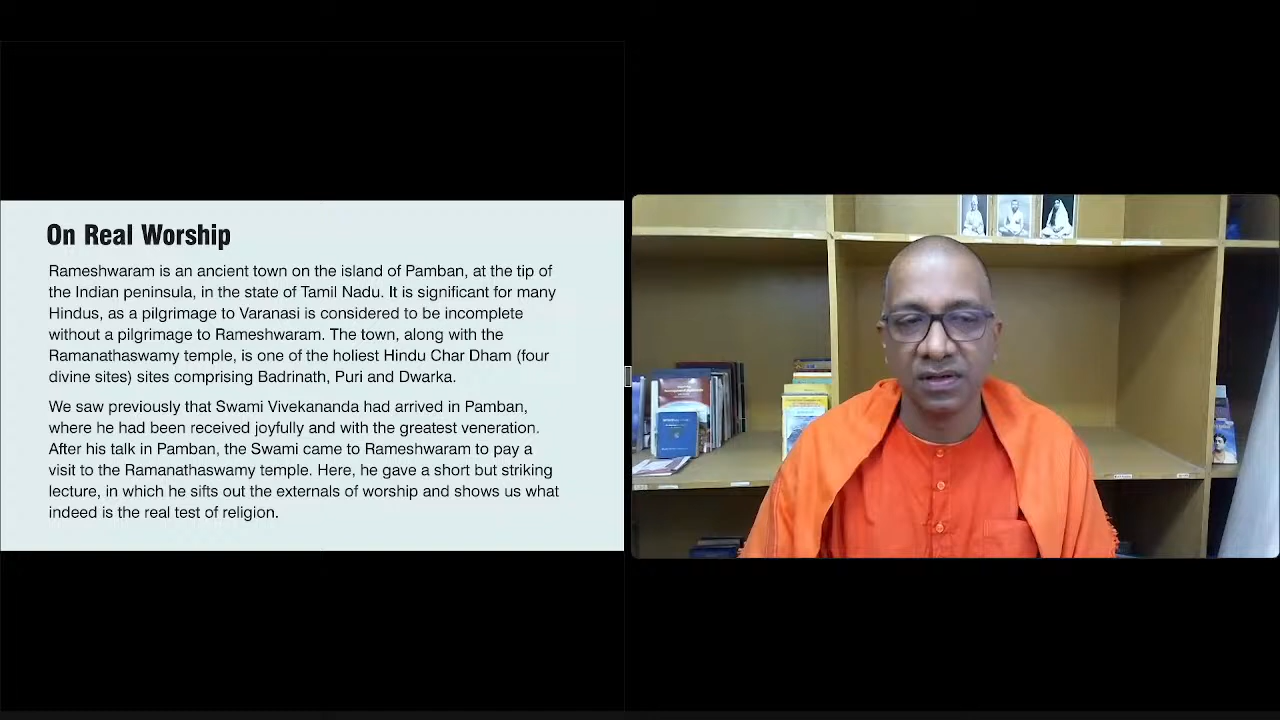 On Real Worship
Rameshwaram is an ancient town on the island of Pamban, at the tip of
the Indian peninsula, in the state of Tamil Nadu. It is significant for many
Hindus, as a pilgrimage to Varanasi is considered to be incomplete
without a pilgrimage to Rameshwaram. The town, along with the
Ramanathaswamy temple, is one of the holiest Hindu Char Dham (four
divine sites) sites comprising Badrinath, Puri and Dwarka.
We saw previously that Swami Vivekananda had arrived in Pamban,
where he had been received joyfully and with the greatest veneration.
After his talk in Pamban, the Swami came to Rameshwaram to pay a
visit to the Ramanathaswamy temple. Here, he gave a short but striking
lecture, in which he sifts out the externals of worship and shows us what
indeed is the real test of religion.